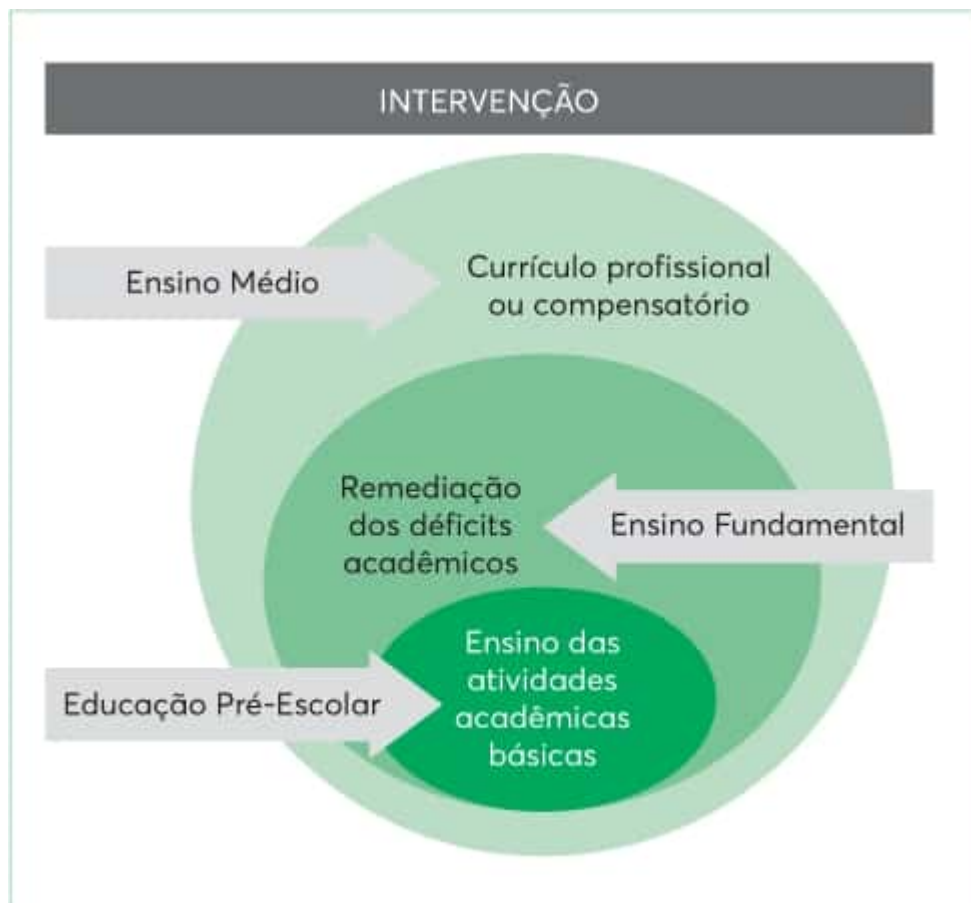 INTERVENÇÃO
Ensino Médio
Currículo profissional
ou compensatório
Remediação
dos déficits
acadêmicos
Ensino Fundamental
Educação Pré-Escolar
Ensino das
atividades
acadêmicas
básicas